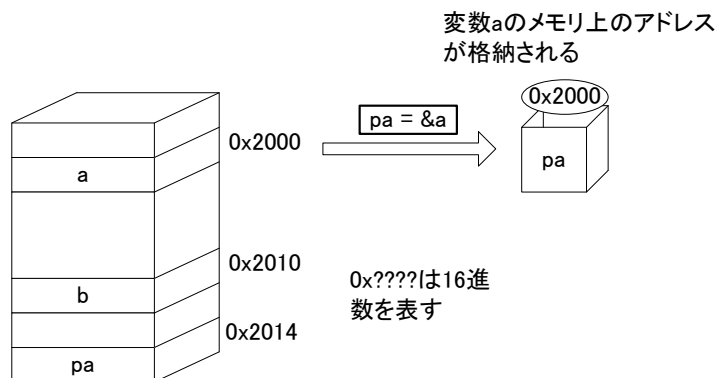 変数aのメモリ上のアドレス
が格納される
0x2000
pa = &a
0x2000
pa
a
0x2010
b
0x????は16進
数を表す
0x2014
pa